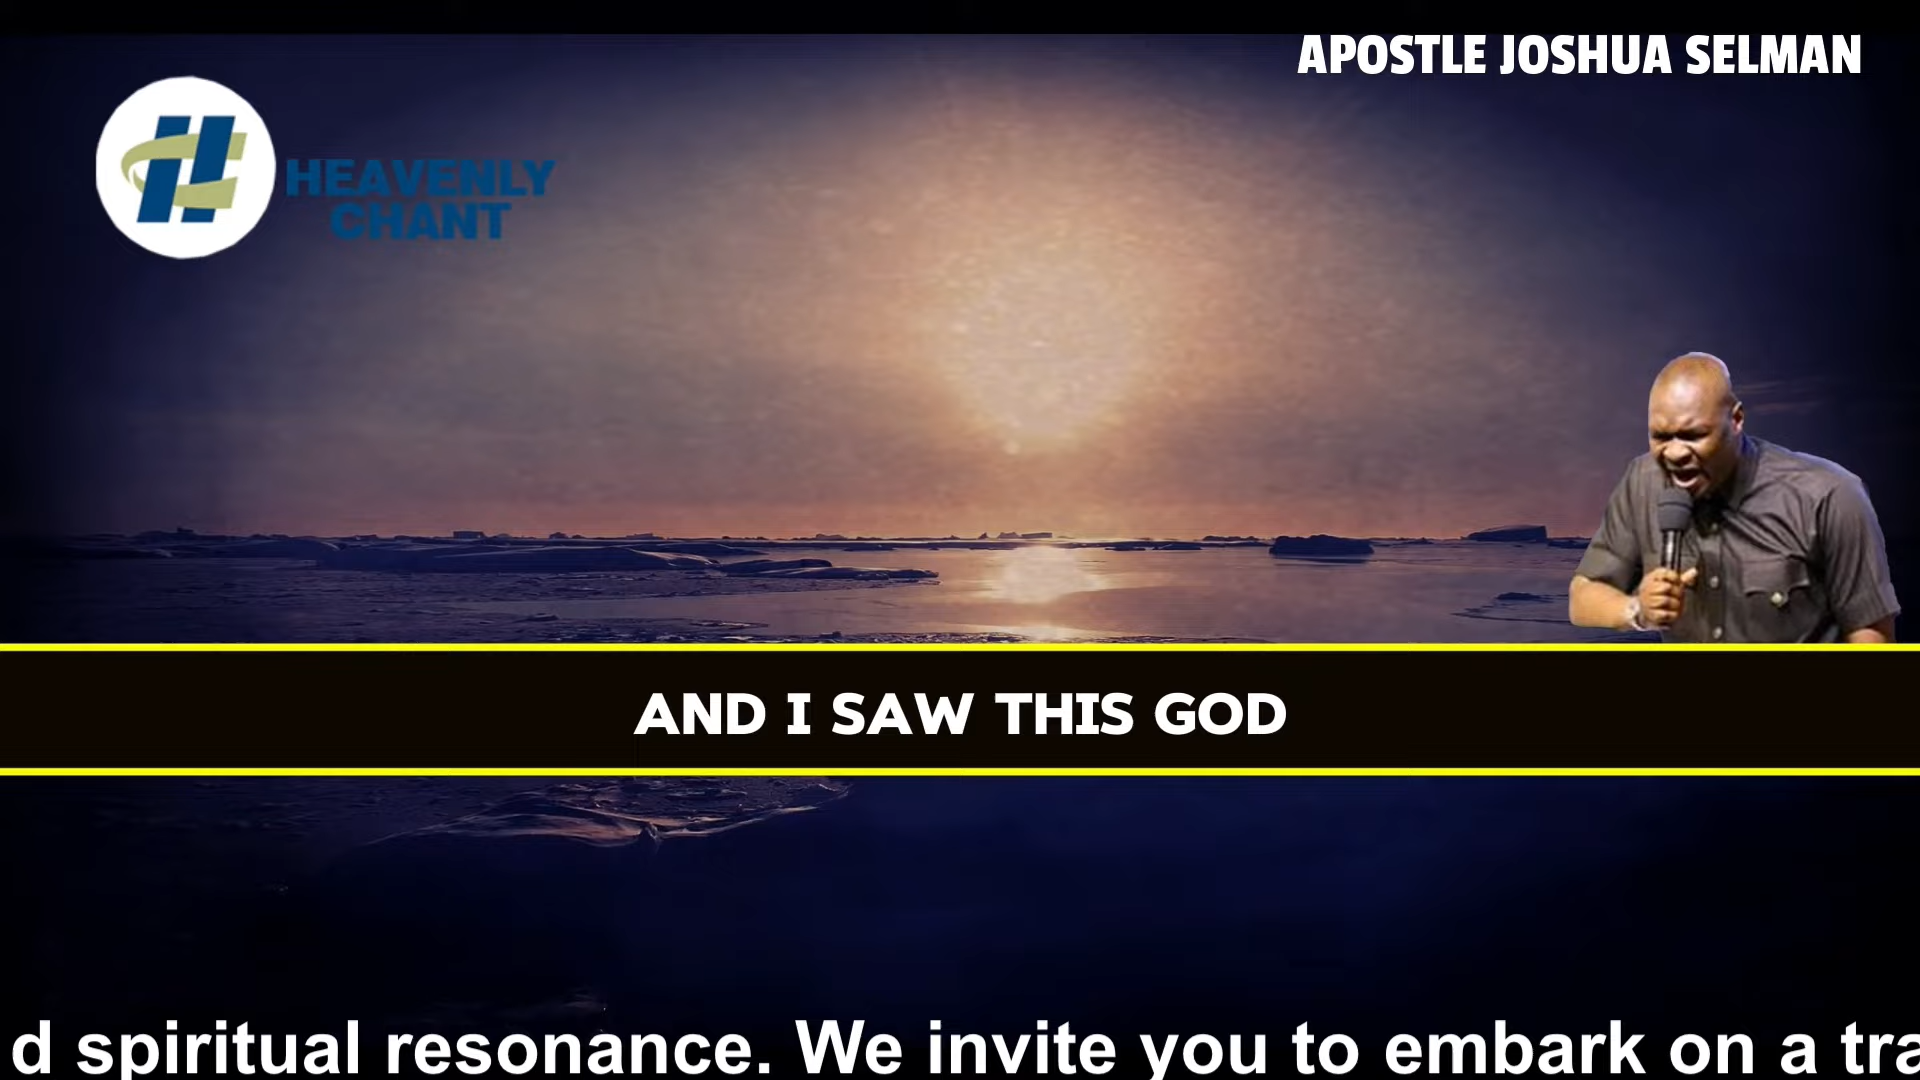 APOSTLE JOSHUA SELMAN
HEAVENLY
CHANT
AND I SAW THIS GOD
d spiritual resonance. We invite you to embark on a tra